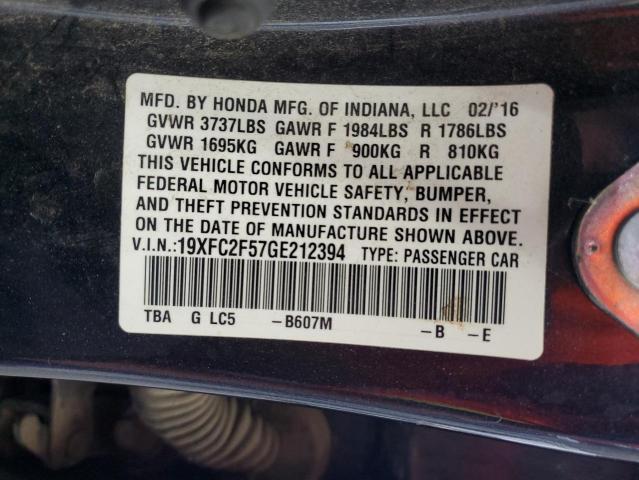 MFD. BY HONDA MFG. OF INDIANA, LLC 02/'16
GVWR 3737LBS GAWR F 1984LBS R 1786LBS
GVWR 1695KG GAWR F 900KG R 810KG
THIS VEHICLE CONFORMS TO ALL APPLICABLE
FEDERAL MOTOR VEHICLE SAFETY, BUMPER,
AND THEFT PREVENTION STANDARDS IN EFFECT
ON THE DATE OF MANUFACTURE SHOWN ABOVE.
V.I.N.:19XFC2F57GE212394 TYPE: PASSENGER CAR
TBA G LC5 -B607M -B -E